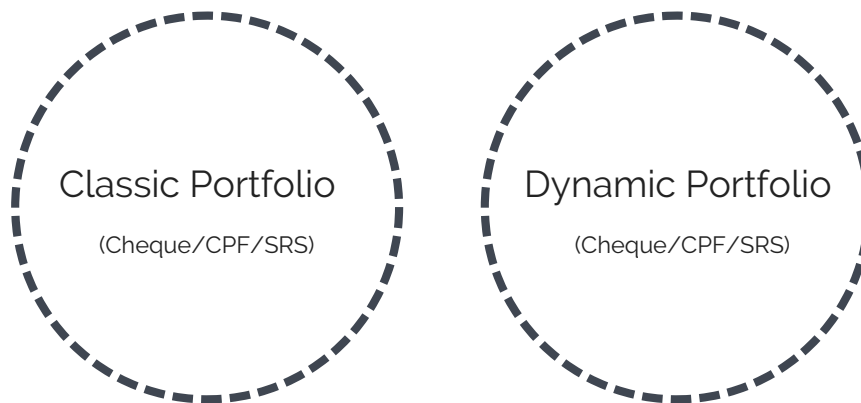 Classic Portfolio
(Cheque/CPF/SRS)
Dynamic Portfolio
(Cheque/CPF/SRS)